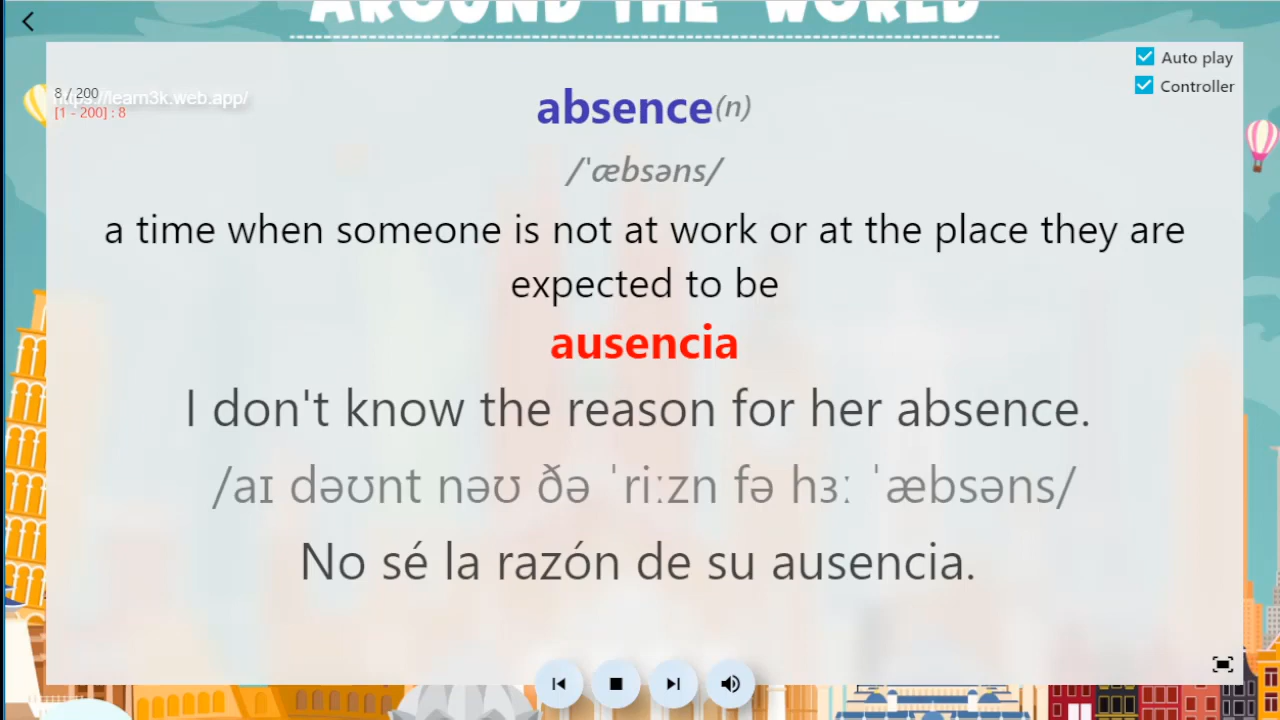 AROUND THE WORLD
Auto play
8 / 200
https://learn3k.web.app/
Controller
[1 - 200] : 8
absence(n)
/ˈæbsəns/
a time when someone is not at work or at the place they are
expected to be
ausencia
I don't know the reason for her absence.
/aɪ dəʊnt nəʊ ðə ˈriːzn fə hɜː ˈæbsəns/
No sé la razón de su ausencia.